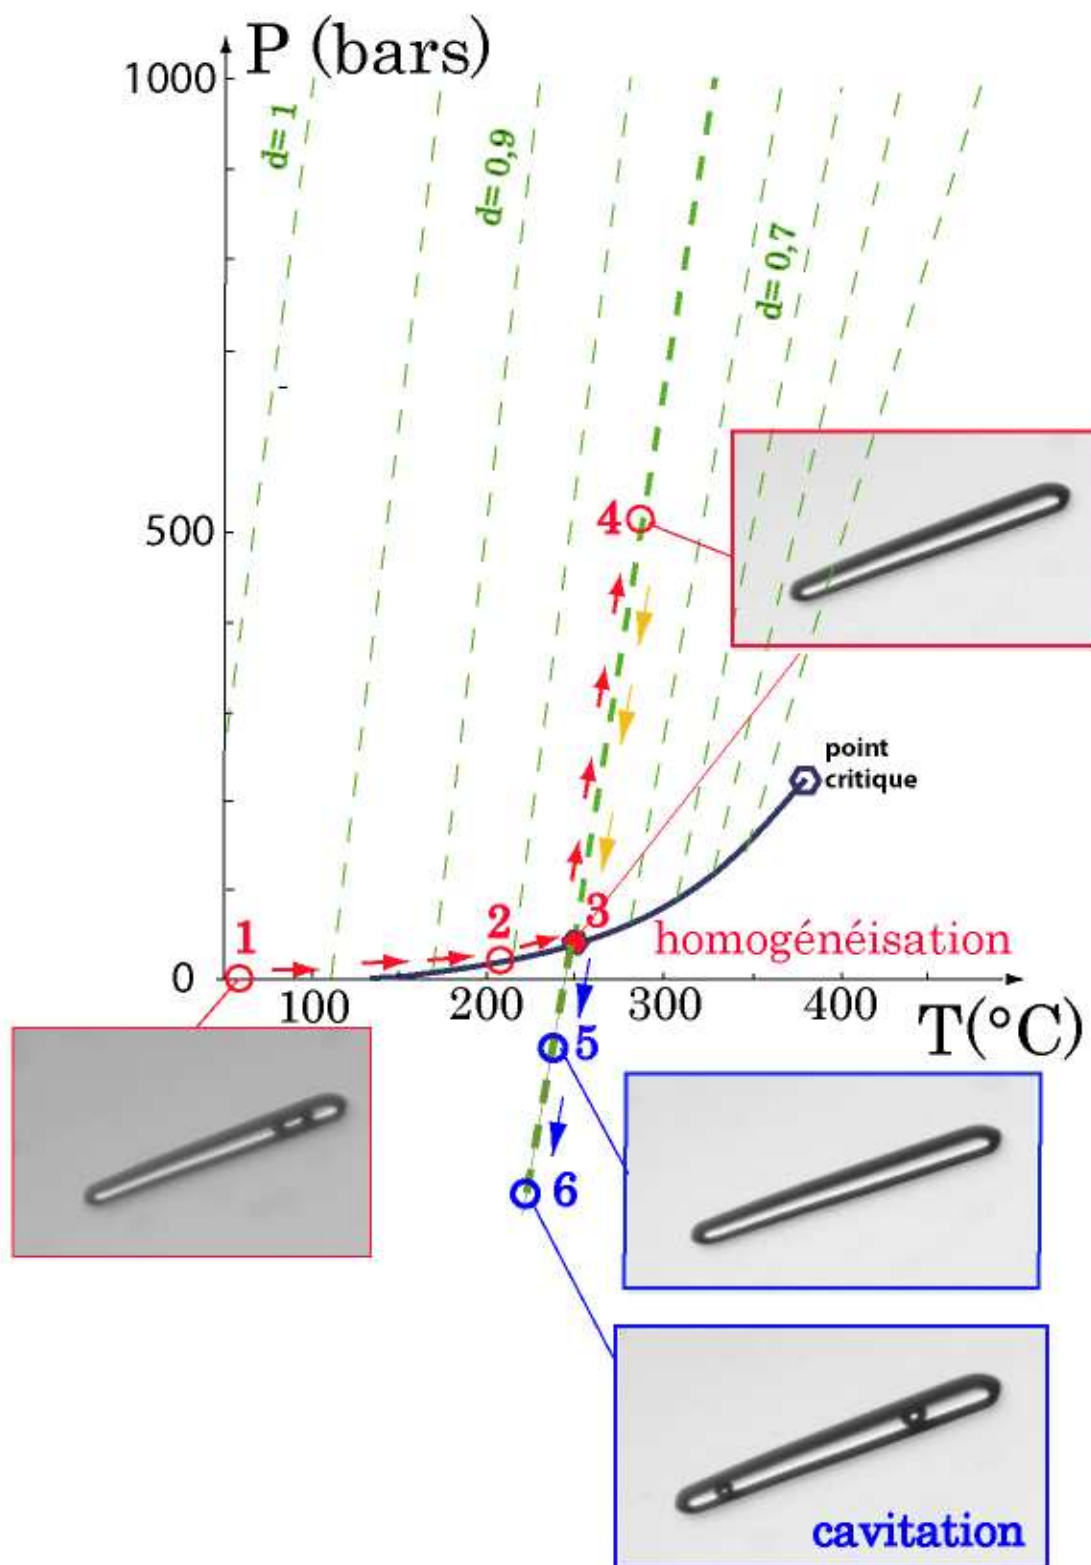 P (bars)
1000
d= 1
d= 0,9
d= 0,7
500
4
point
critique
1
2
3
homogénéisation
0
100
200
300
400
T(°C)
5
6
cavitation